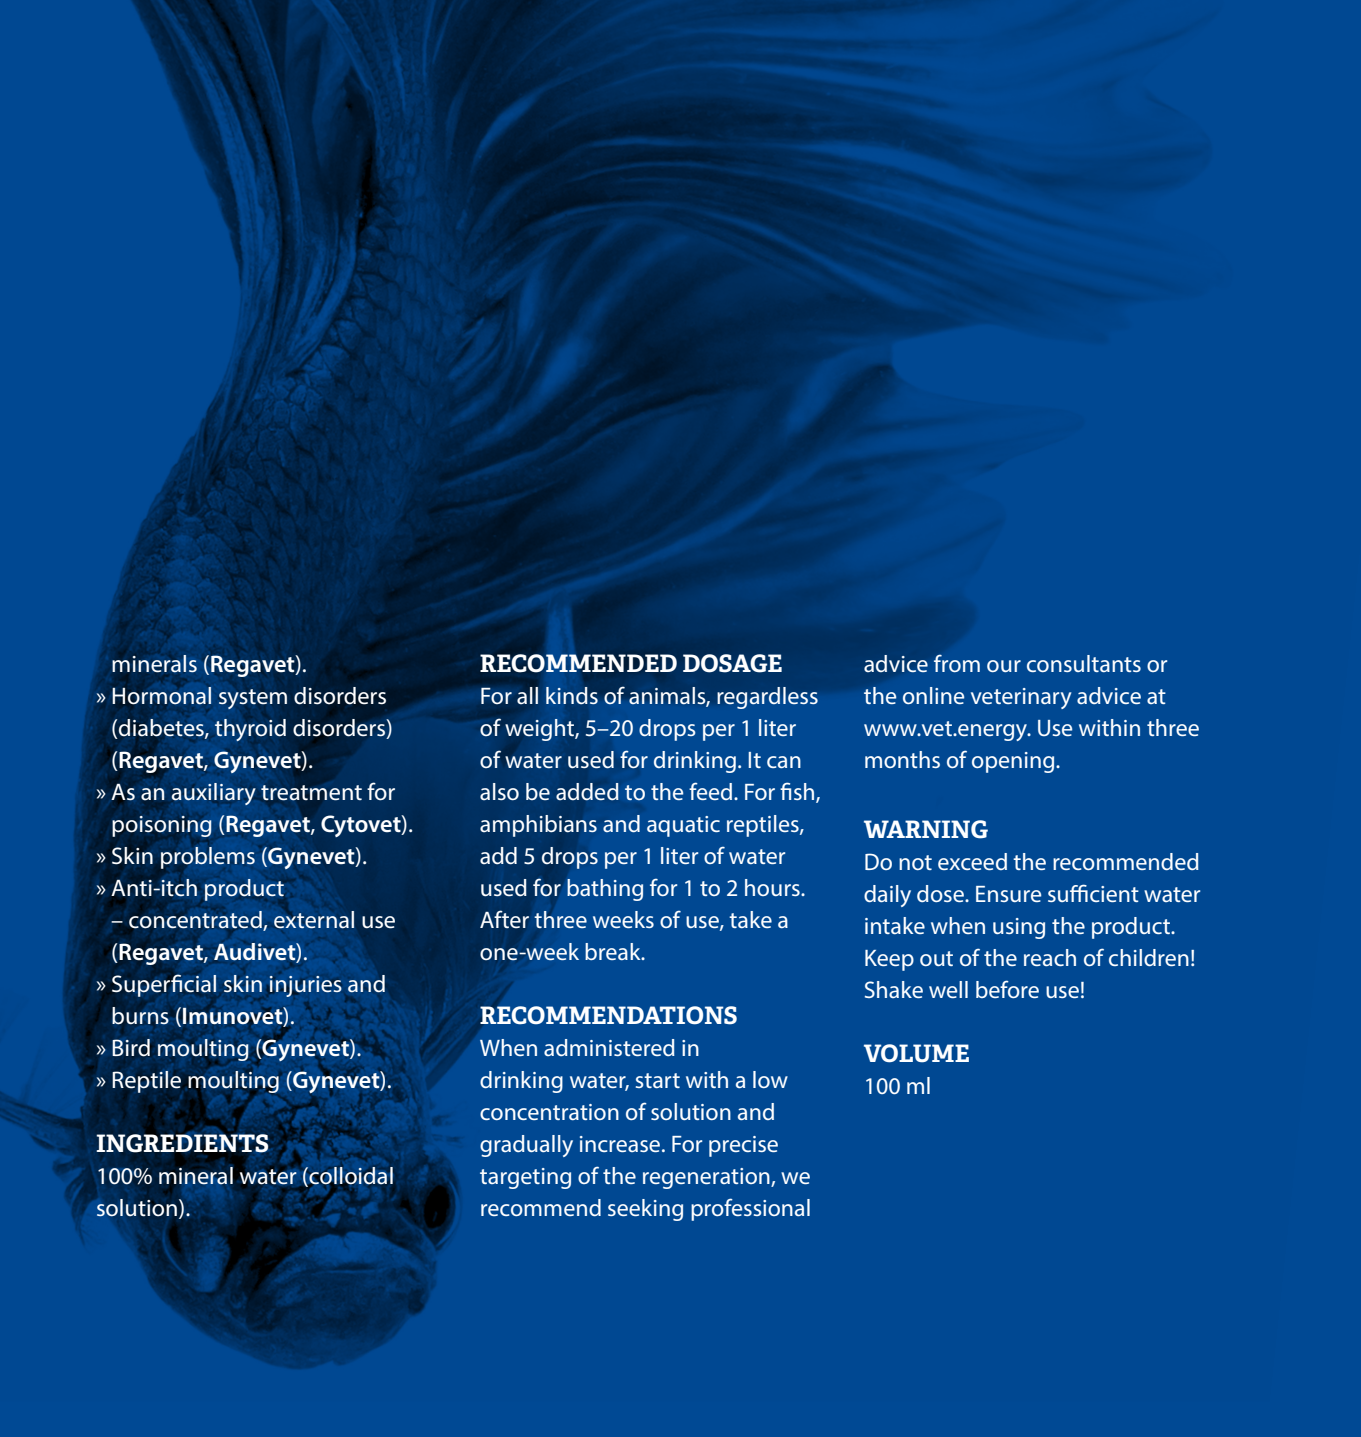 minerals (Regavet).
» Hormonal system disorders
(diabetes, thyroid disorders)
(Regavet, Gynevet).
» As an auxiliary treatment for
poisoning (Regavet, Cytovet).
» Skin problems (Gynevet).
» Anti-itch product
– concentrated, external use
(Regavet, Audivet).
» Superficial skin injuries and
burns (Imunovet).
» Bird moulting (Gynevet).
» Reptile moulting (Gynevet).
INGREDIENTS
100% mineral water (colloidal
solution).
RECOMMENDED DOSAGE
For all kinds of animals, regardless
of weight, 5–20 drops per 1 liter
of water used for drinking. It can
also be added to the feed. For fish,
amphibians and aquatic reptiles,
add 5 drops per 1 liter of water
used for bathing for 1 to 2 hours.
After three weeks of use, take a
one-week break.
RECOMMENDATIONS
When administered in
drinking water, start with a low
concentration of solution and
gradually increase. For precise
targeting of the regeneration, we
recommend seeking professional
advice from our consultants or
the online veterinary advice at
www.vet.energy. Use within three
months of opening.
WARNING
Do not exceed the recommended
daily dose. Ensure sufficient water
intake when using the product.
Keep out of the reach of children!
Shake well before use!
VOLUME
100 ml